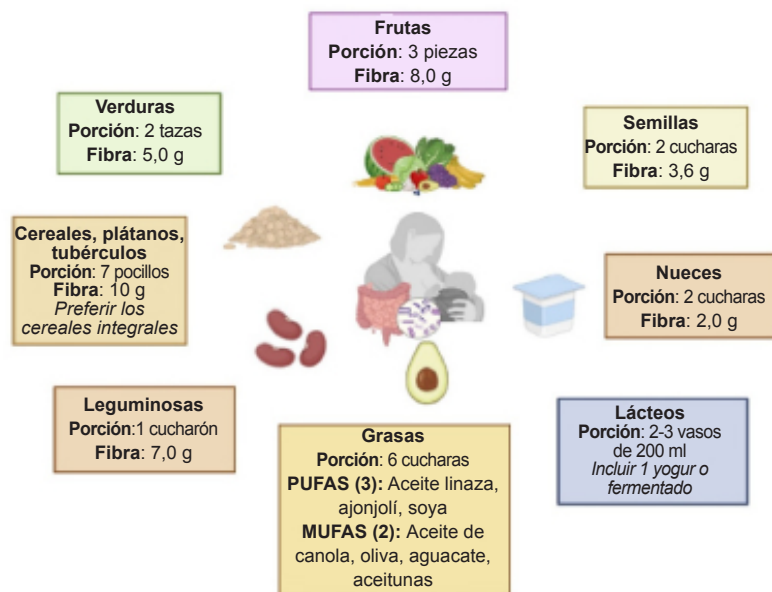 Frutas
Porción: 3 piezas
Fibra: 8,0 g
Verduras
Porción: 2 tazas
Fibra: 5,0 g
Semillas
Porción: 2 cucharas
Fibra: 3,6 g
Cereales, plátanos,
tubérculos
Porción: 7 pocillos
Fibra: 10 g
Preferir los
cereales integrales
Nueces
Porción: 2 cucharas
Fibra: 2,0 g
Leguminosas
Porción:1 cucharón
Fibra: 7,0 g
Grasas
Porción: 6 cucharas
PUFAS (3): Aceite linaza,
ajonjolí, soya
MUFAS (2): Aceite de
canola, oliva, aguacate,
aceitunas
Lácteos
Porción: 2-3 vasos
de 200 ml
Incluir 1 yogur o
fermentado